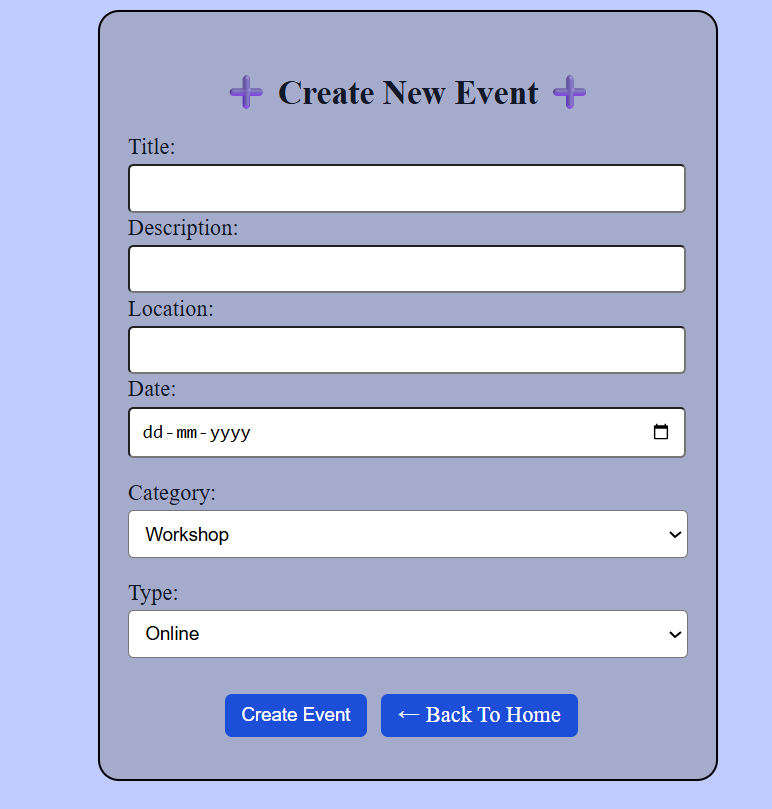 ➕ Create New Event ➕
Title:
Description:
Location:
Date:
dd-mm-yyyy
Category:
Workshop
Type:
Online
Create Event ← Back To Home